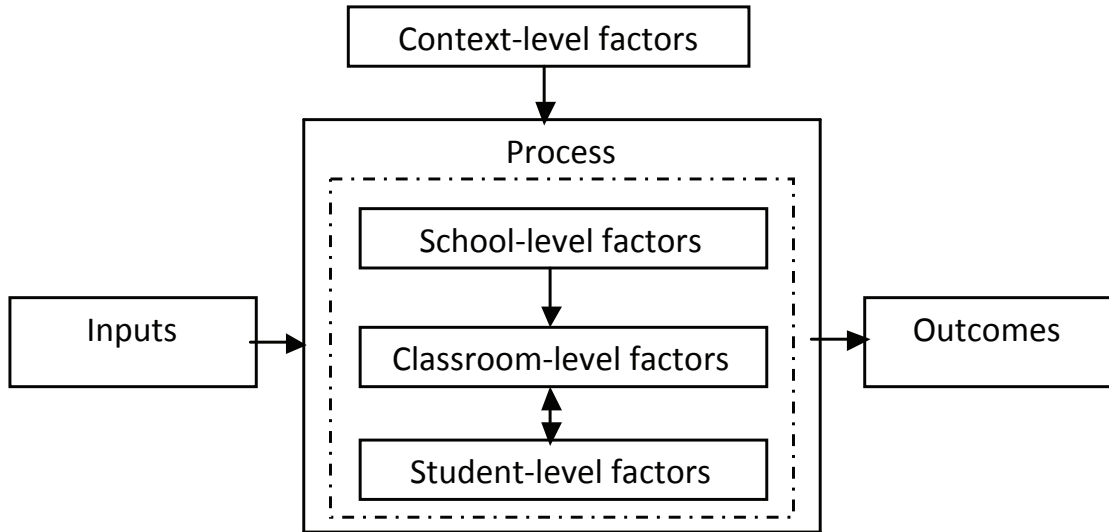 Context-level factors
Process
School-level factors
Inputs
Classroom-level factors
Outcomes
Student-level factors